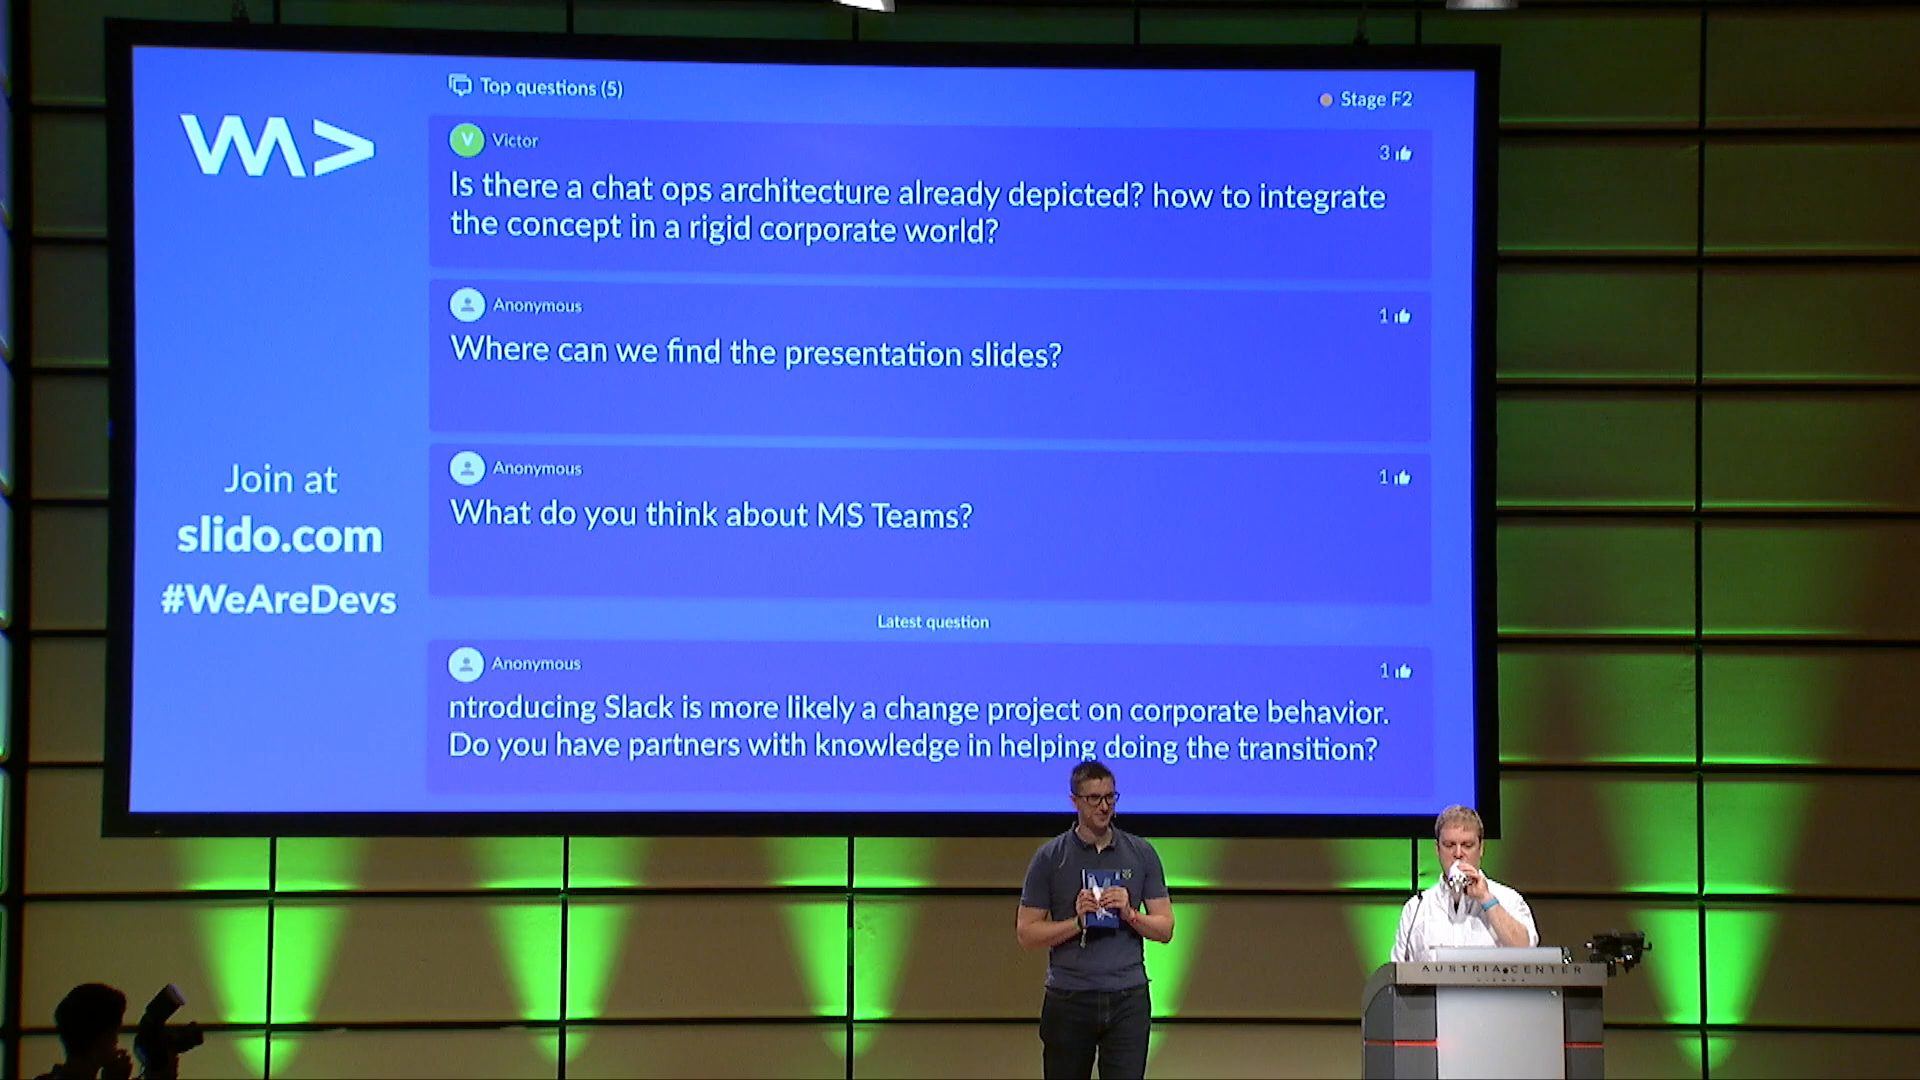 Top questions (5)
Stage F2
WA>
V
Victor
3
Is there a chat ops architecture already depicted? how to integrate
the concept in a rigid corporate world?
Anonymous
1
Where can we find the presentation slides?
Anonymous
1
What do you think about MS Teams?
Join at
slido.com
#WeAreDevs
Latest question
Anonymous
1
ntroducing Slack is more likely a change project on corporate behavior.
Do you have partners with knowledge in helping doing the transition?
AUSTRIA CENTER
VIENNA